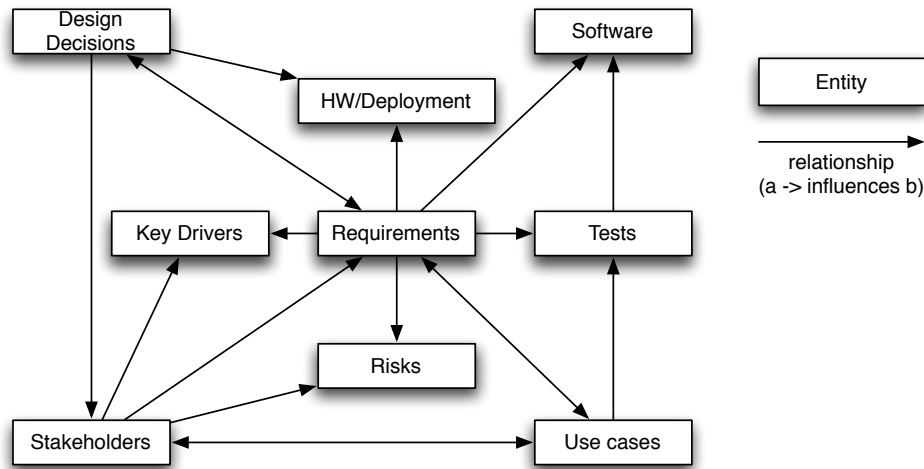 Design
Decisions
Software
HW/Deployment
Entity
relationship
(a -> influences b)
Key Drivers
Requirements
Tests
Risks
Stakeholders
Use cases